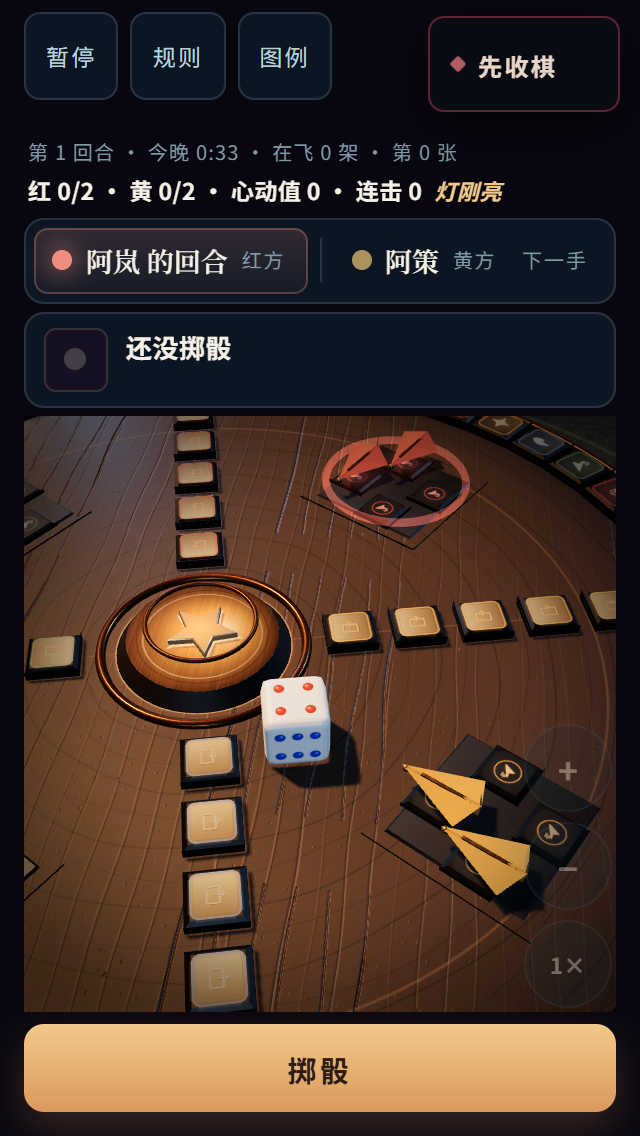 暂停 规则 图例
先收棋
第 1 回合 · 今晚 0:33 · 在飞 0 架 · 第 0 张
红 0/2 · 黄 0/2 · 心动值 0 · 连击 0 灯刚亮
阿岚 的回合 红方 阿策 黄方 下一手
还没掷骰
+
−
1×
掷骰